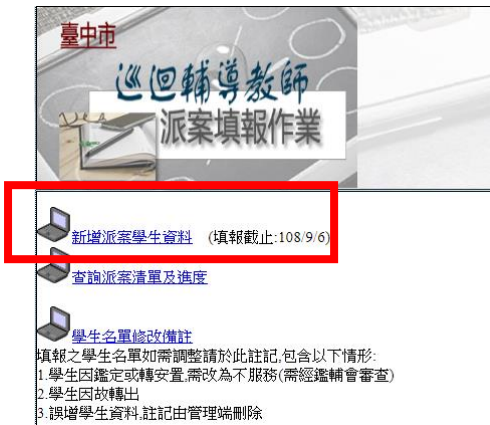 臺中市
巡迴輔導教師
派案填報作業
新增派案學生資料 (填報截止:108/9/6)
查詢派案清單及進度
學生名單修改備註
填報之學生名單如需調整請於此註記,包含以下情形:
1.學生因鑑定或轉安置,需改為不服務(需經鑑輔會審查)
2.學生因故轉出
3.誤增學生資料,註記由管理端刪除